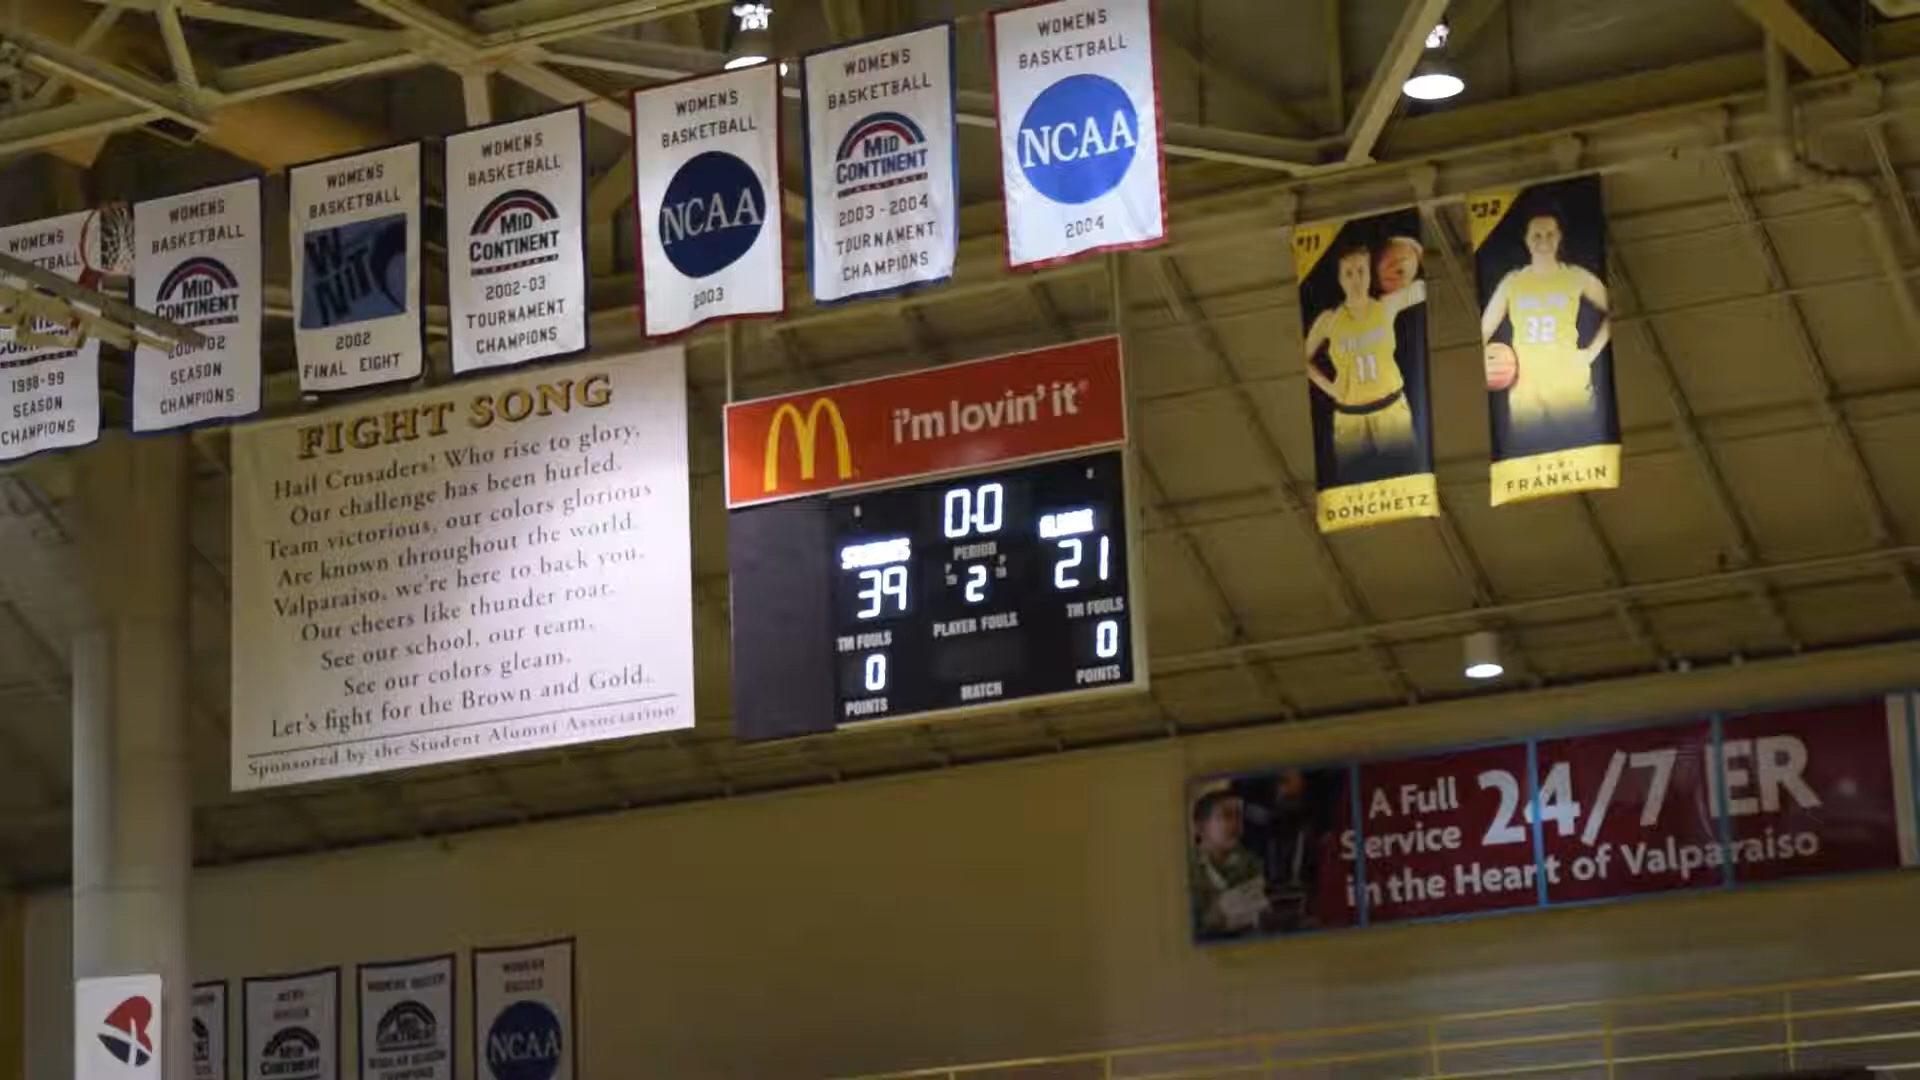 WOMENS
BASKETBALL
NCAA
2004
WOMENS
BASKETBALL
MID
CONTINENT
2003-2004
TOURNAMENT
CHAMPIONS
WOMENS
BASKETBALL
NCAA
2003
WOMENS
BASKETBALL
MID
CONTINENT
2002-03
TOURNAMENT
CHAMPIONS
WOMENS
BASKETBALL
WNIT
2002
FINAL EIGHT
WOMENS
BASKETBALL
MID
CONTINENT
2001-02
SEASON
CHAMPIONS
WOMENS
1998-99
SEASON
CHAMPIONS
FIGHT SONG
Hail Crusaders! Who rise to glory,
Our challenge has been hurled.
Team victorious, our colors glorious
Are known throughout the world.
Valparaiso, we're here to back you,
Our cheers like thunder roar.
See our school, our team,
See our colors gleam.
Let's fight for the Brown and Gold.
Sponsored by the Student Alumni Association
M
i'm lovin' it®
0.0
PERIOD
39 2 21
TM FOULS PLAYER FOULS TM FOULS
0 0
POINTS MATCH POINTS
#11
11
DONCHETZ
#32
32
FRANKLIN
A Full
Service 24/7 ER
in the Heart of Valparaiso
MID
CONTINENT
WOMENS SOCCER
REGULAR SEASON
SOCCER
NCAA